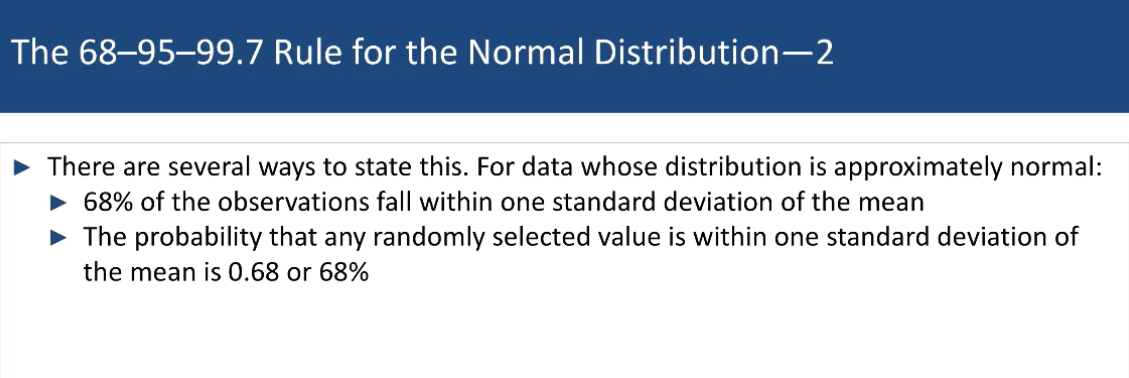 The 68–95–99.7 Rule for the Normal Distribution—2
► There are several ways to state this. For data whose distribution is approximately normal:
► 68% of the observations fall within one standard deviation of the mean
► The probability that any randomly selected value is within one standard deviation of
the mean is 0.68 or 68%